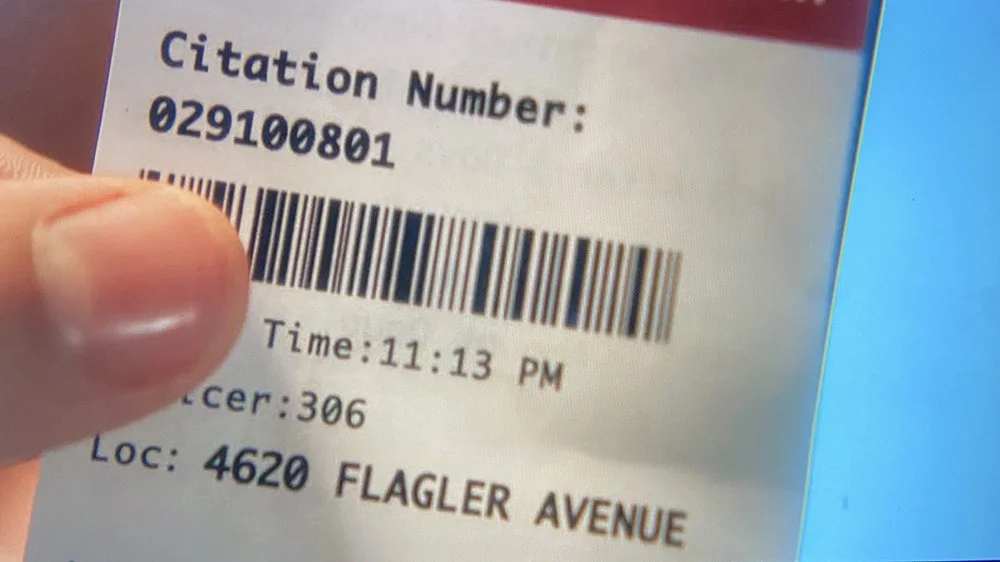 Citation Number:
029100801
Time:11:13 PM
cer:306
Loc: 4620 FLAGLER AVENUE